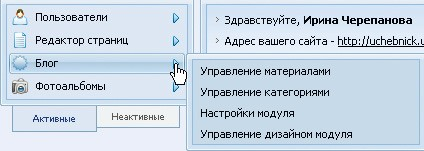 Пользователи
Редактор страниц
Блог
Фотоальбомы
Активные
Неактивные
Здравствуйте, Ирина Черепанова
Адрес вашего сайта - http://uchebnick.u
Управление материалами
Управление категориями
Настройки модуля
Управление дизайном модуля